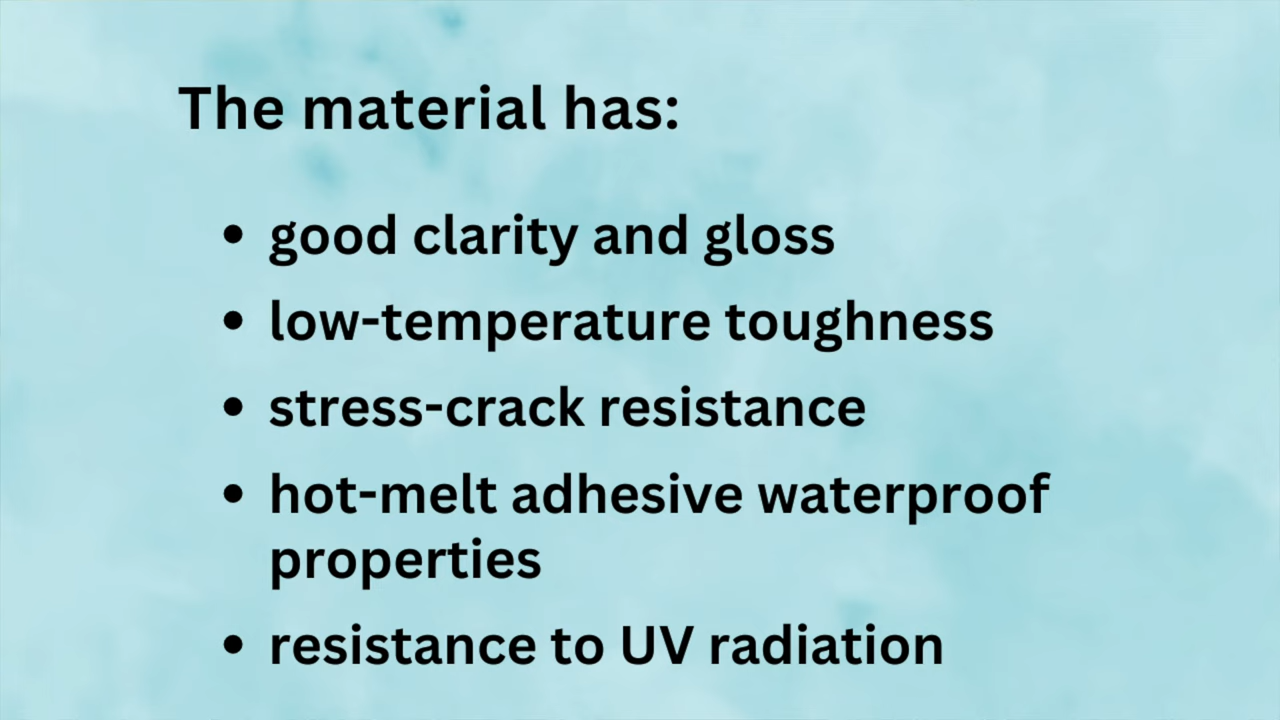 The material has:
• good clarity and gloss
• low-temperature toughness
• stress-crack resistance
• hot-melt adhesive waterproof
properties
• resistance to UV radiation